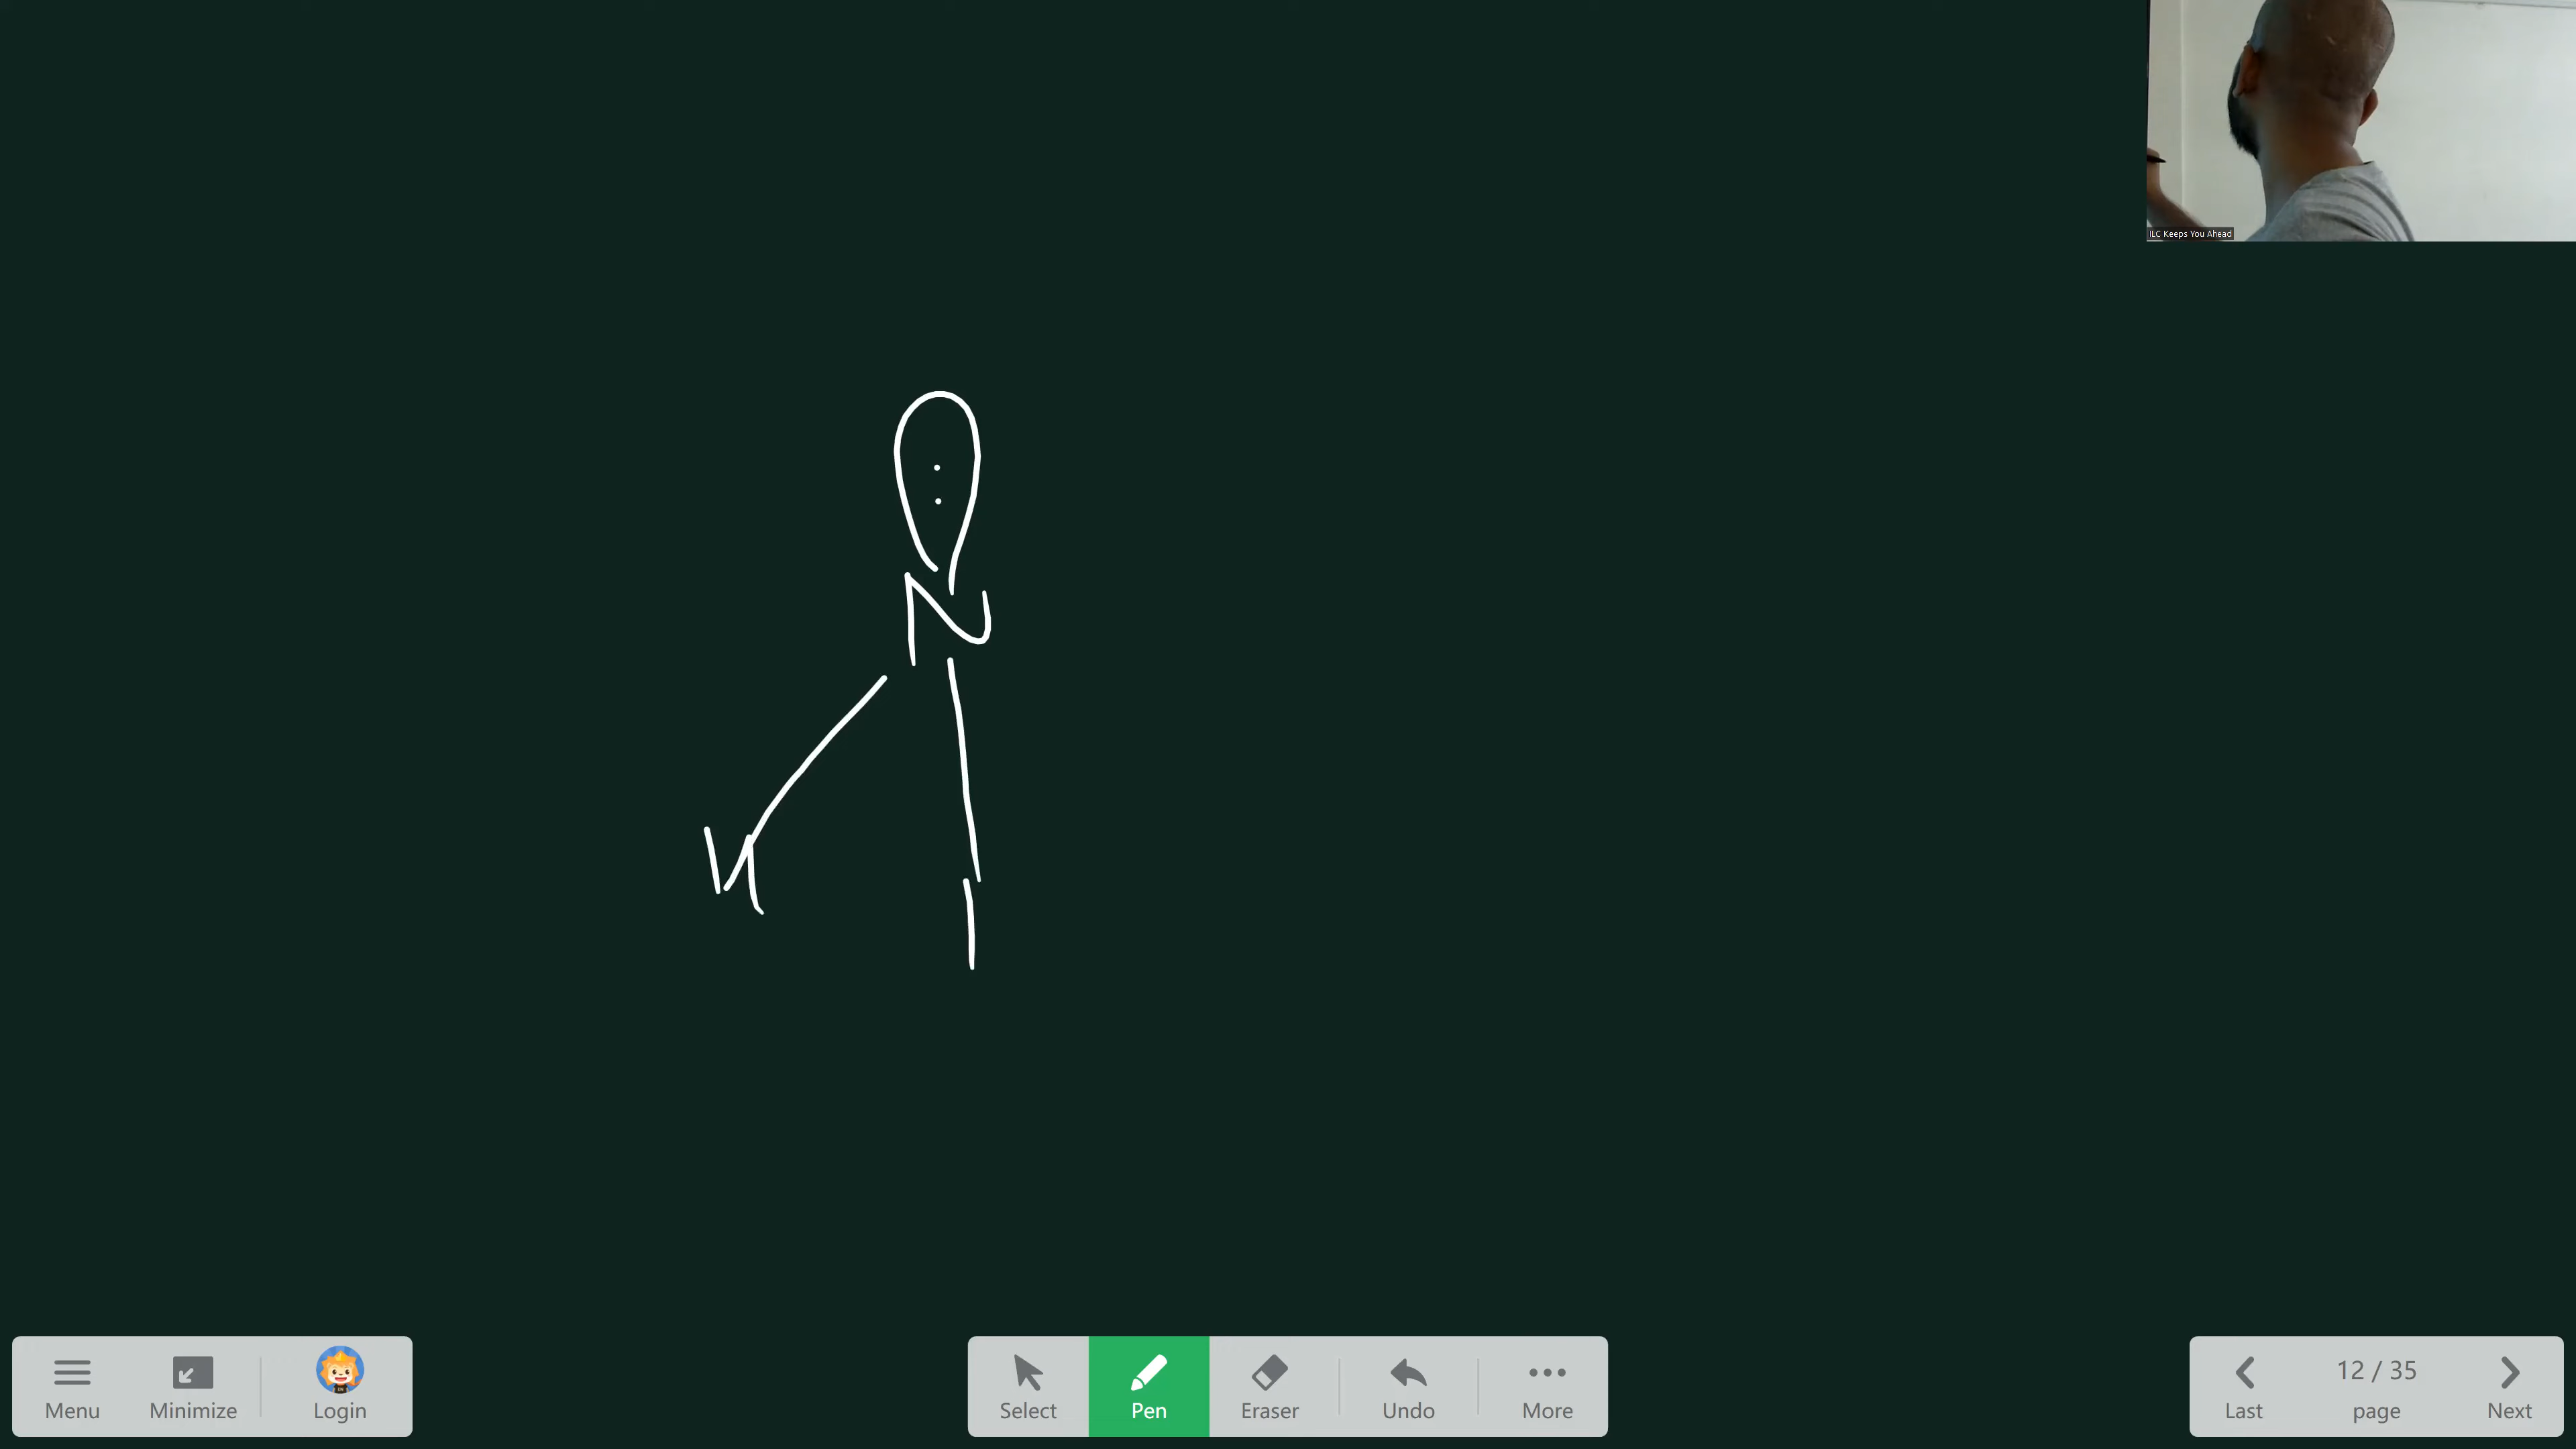 ILC Keeps You Ahead
N
H
Menu
Minimize
Login
Select
Pen
Eraser
Undo
More
Last
12 / 35
page
Next